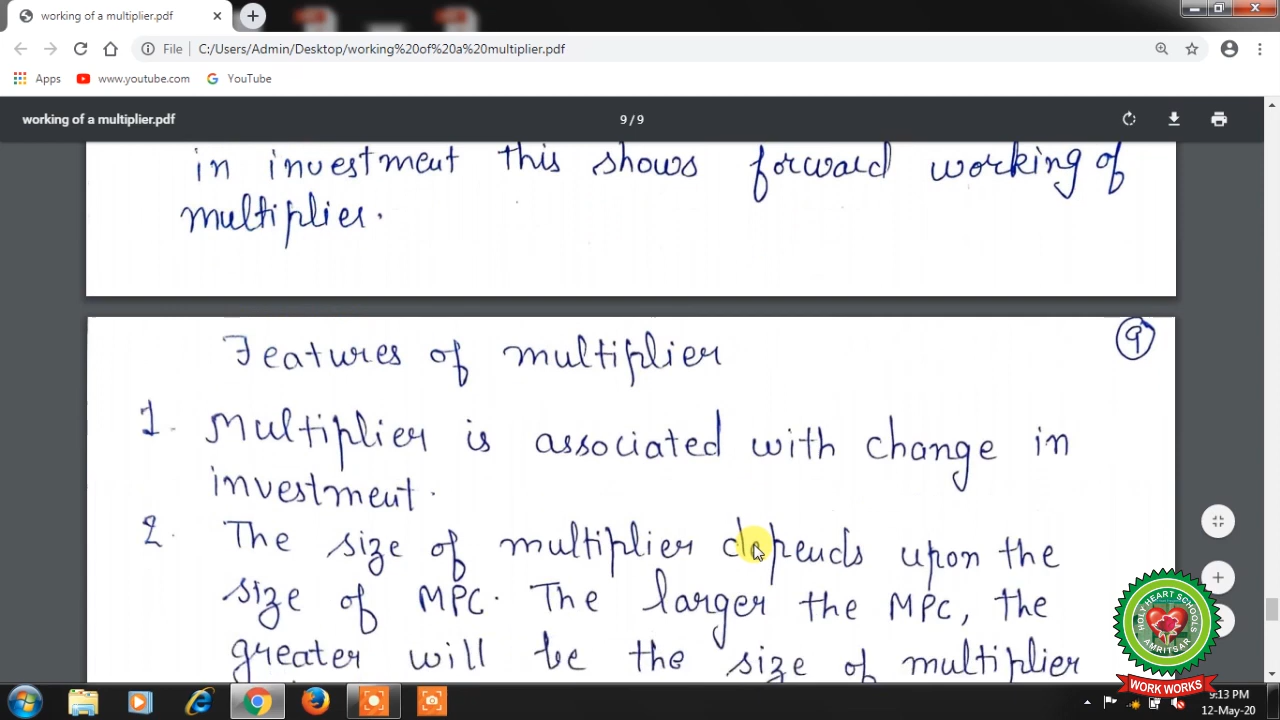 working of a multiplier.pdf
File
C:/Users/Admin/Desktop/working%20of%20a%20multiplier.pdf
Apps
www.youtube.com
YouTube
working of a multiplier.pdf
9 / 9
in investment this shows forward working of
multiplier.
9
Features of multiplier
1. Multiplier is associated with change in
investment.
2. The size of multiplier depends upon the
size of MPC. The larger the MPC, the
greater will be the size of multiplier
HOLY HEART SCHOOLS
AMRITSAR
WORK WORKS
9:13 PM
12-May-20